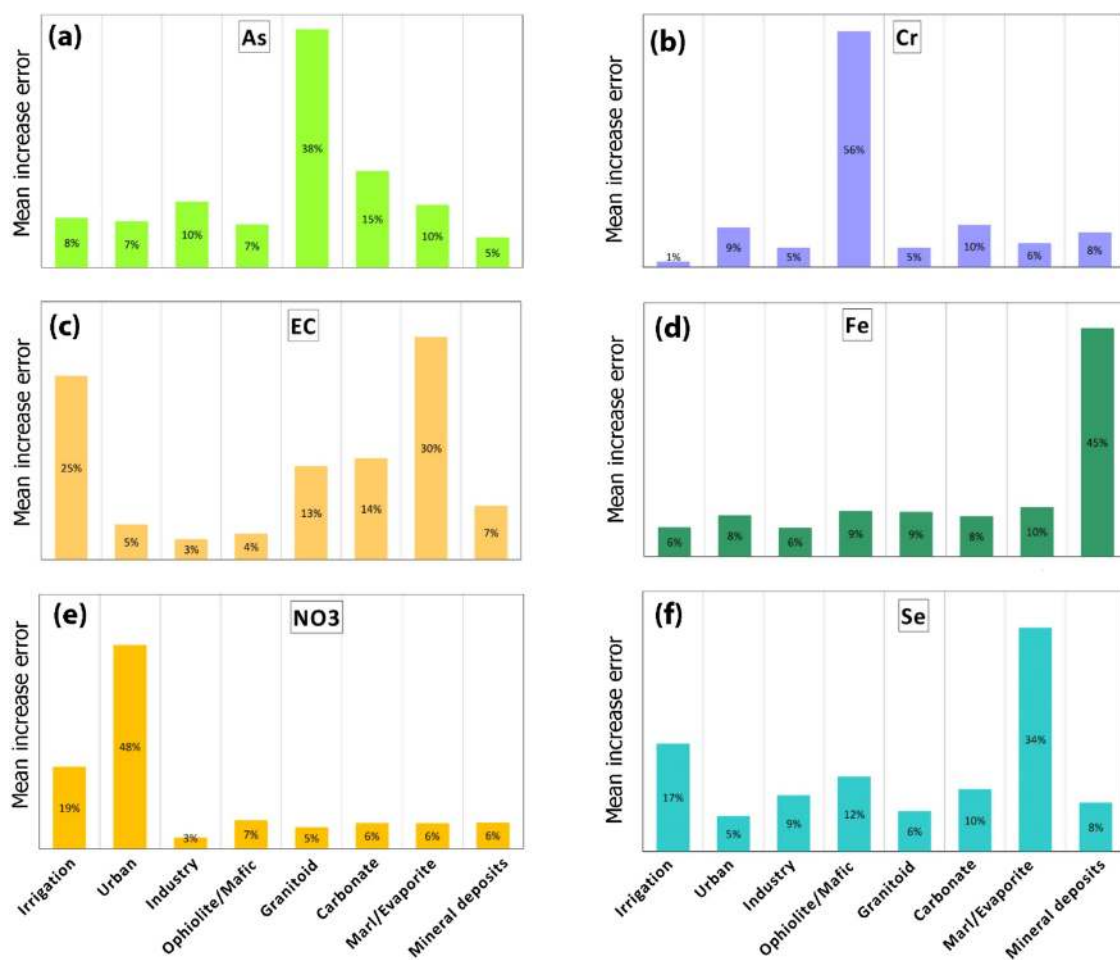 (a)
As
Mean increase error
8%
7%
10%
7%
38%
15%
10%
5%
(b)
Cr
Mean increase error
1%
9%
5%
56%
5%
10%
6%
8%
(c)
EC
Mean increase error
25%
5%
3%
4%
13%
14%
30%
7%
(d)
Fe
Mean increase error
6%
8%
6%
9%
9%
8%
10%
45%
(e)
NO3
Mean increase error
19%
48%
3%
7%
5%
6%
6%
6%
Irrigation
Urban
Industry
Ophiolite/Mafic
Granitoid
Carbonate
Marl/Evaporite
Mineral deposits
(f)
Se
Mean increase error
17%
5%
9%
12%
6%
10%
34%
8%
Irrigation
Urban
Industry
Ophiolite/Mafic
Granitoid
Carbonate
Marl/Evaporite
Mineral deposits